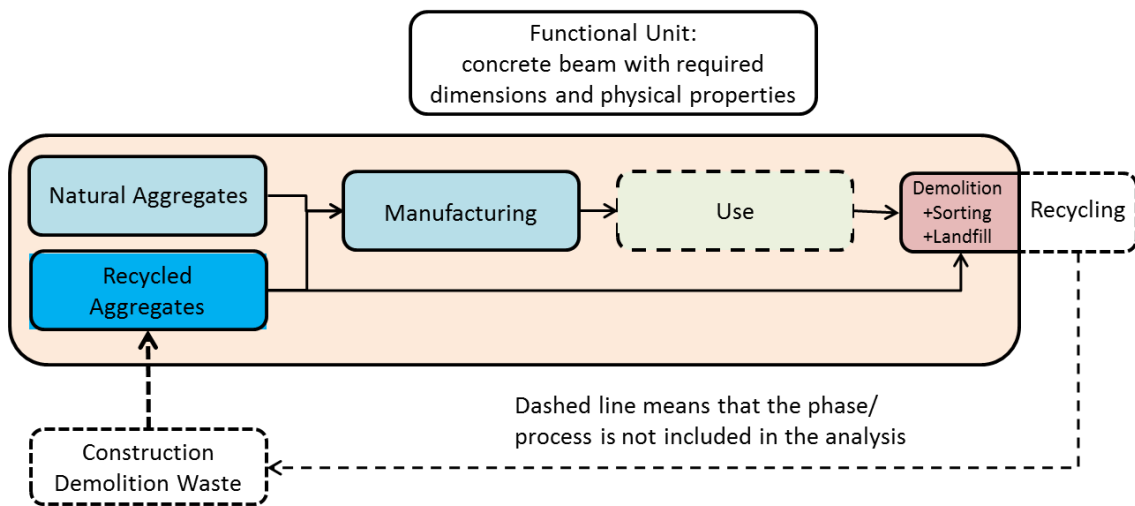 Functional Unit:
concrete beam with required
dimensions and physical properties
Natural Aggregates
Manufacturing
Use
Demolition
+Sorting
+Landfill
Recycling
Recycled
Aggregates
Dashed line means that the phase/
process is not included in the analysis
Construction
Demolition Waste